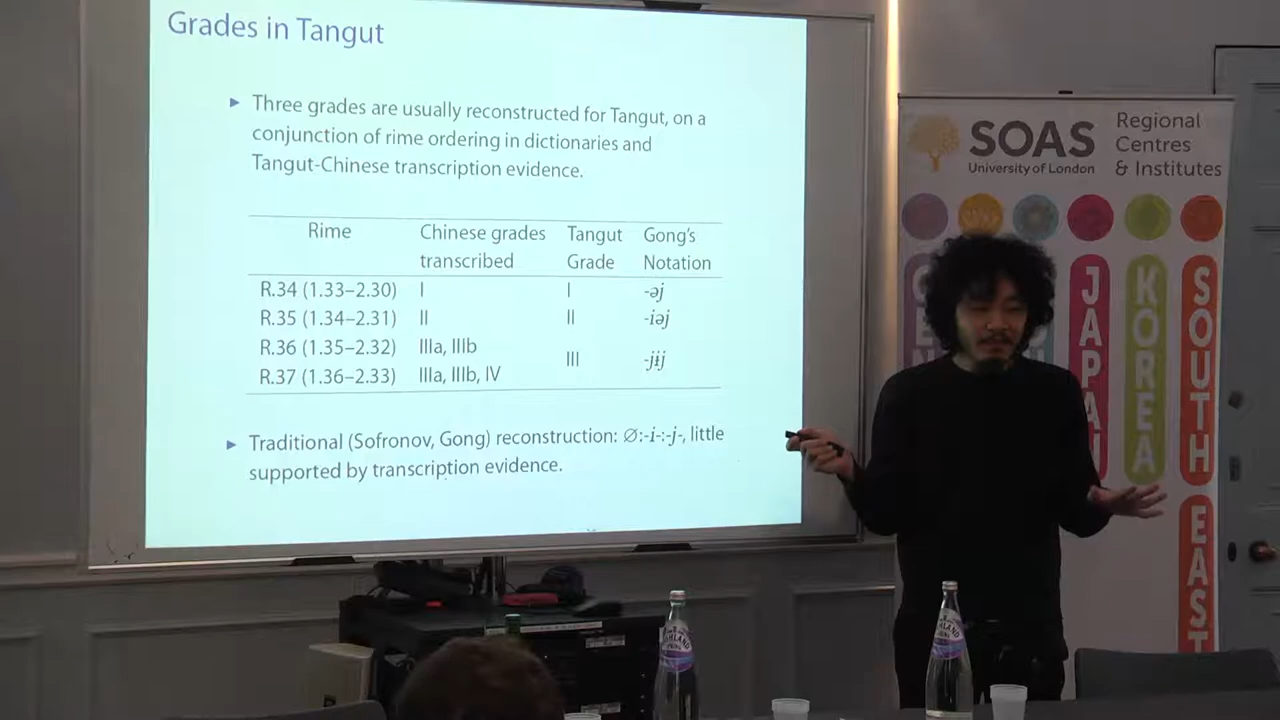 Grades in Tangut
▶ Three grades are usually reconstructed for Tangut, on a
conjunction of rime ordering in dictionaries and
Tangut-Chinese transcription evidence.
Rime Chinese grades Tangut Gong's
transcribed Grade Notation
R.34 (1.33–2.30) I I -əj
R.35 (1.34–2.31) II II -iəj
R.36 (1.35–2.32) IIIa, IIIb
III -jɨj
R.37 (1.36–2.33) IIIa, IIIb, IV
▶ Traditional (Sofronov, Gong) reconstruction: ∅:-i-:-j-, little
supported by transcription evidence.
SOAS
University of London
Regional
Centres
& Institutes
JAPAN
KOREA
SOUTH
EAST